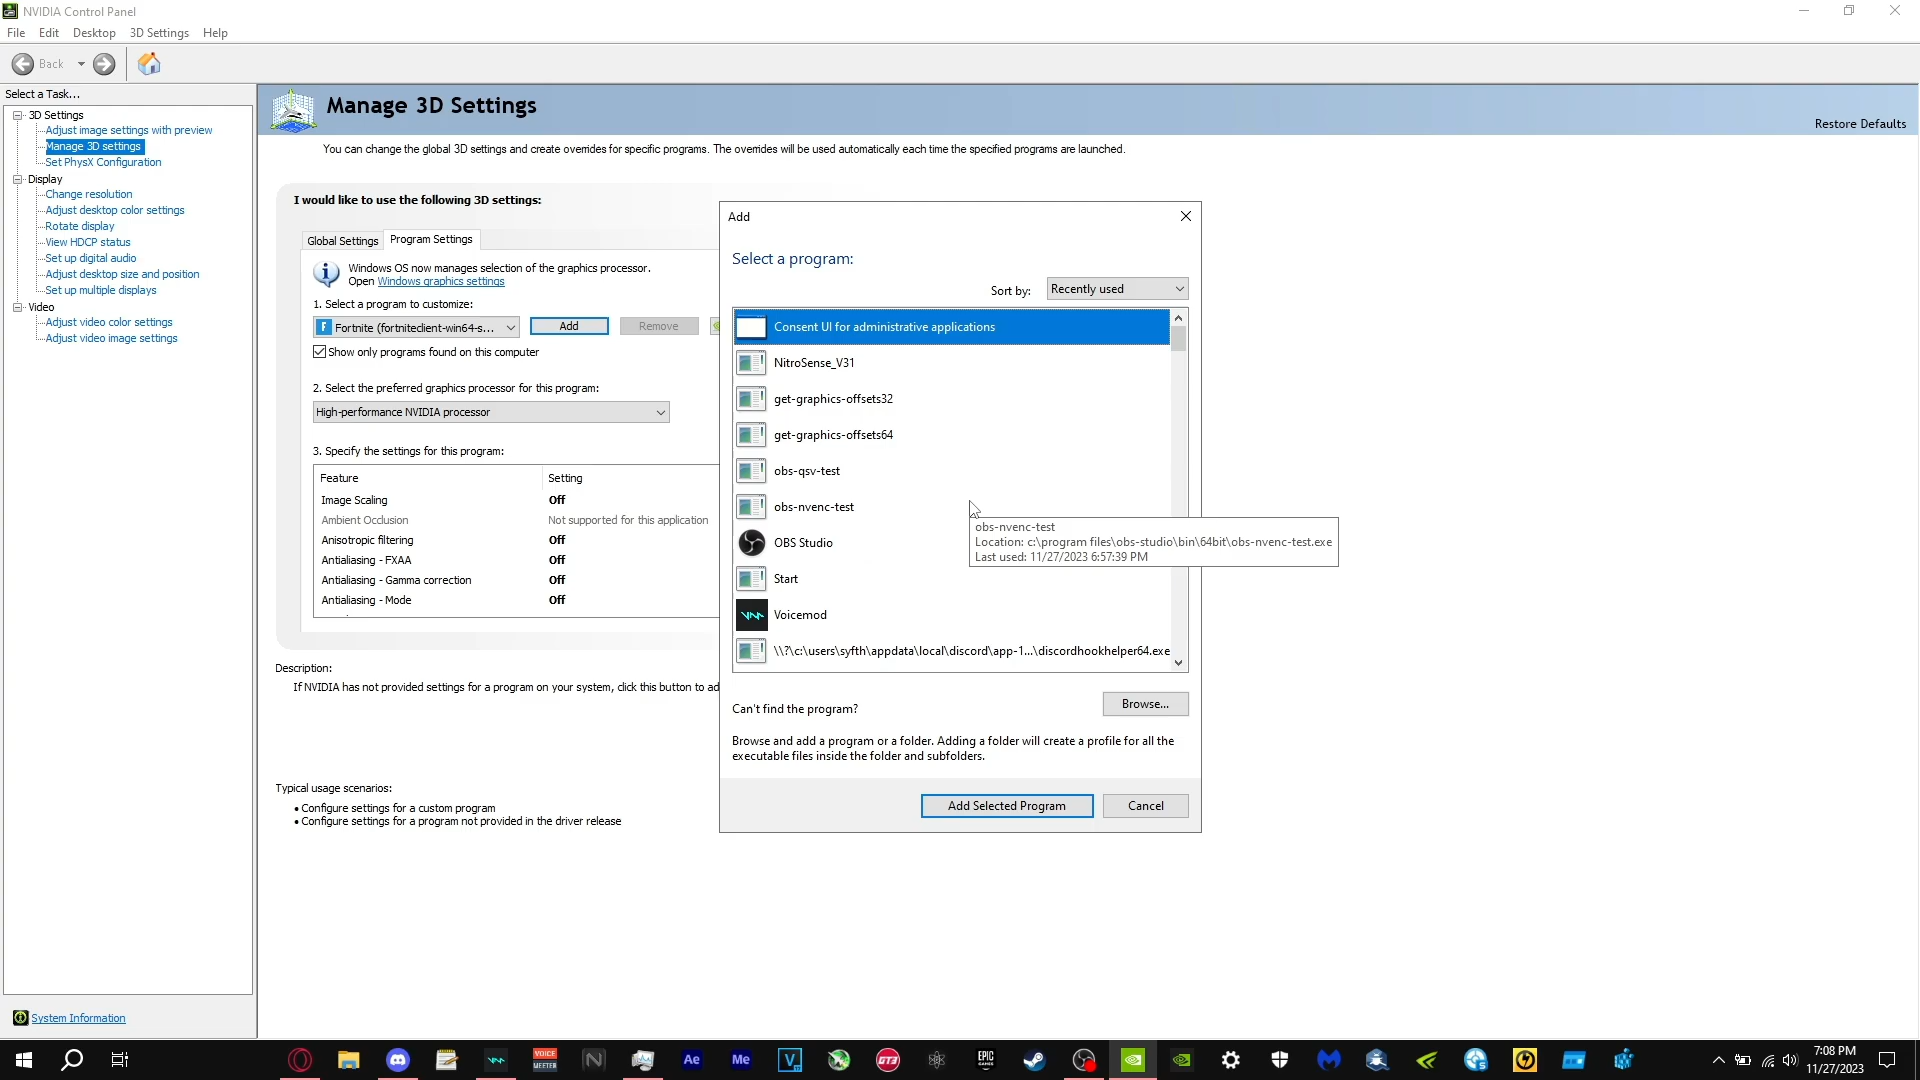 NVIDIA Control Panel
File Edit Desktop 3D Settings Help
Back
Select a Task...
3D Settings
Adjust image settings with preview
Manage 3D settings
Set PhysX Configuration
Display
Change resolution
Adjust desktop color settings
Rotate display
View HDCP status
Set up digital audio
Adjust desktop size and position
Set up multiple displays
Video
Adjust video color settings
Adjust video image settings
System Information
Manage 3D Settings
Restore Defaults
You can change the global 3D settings and create overrides for specific programs. The overrides will be used automatically each time the specified programs are launched.
I would like to use the following 3D settings:
Global Settings Program Settings
Windows OS now manages selection of the graphics processor.
Open Windows graphics settings
1. Select a program to customize:
Fortnite (fortniteclient-win64-s... Add Remove
Show only programs found on this computer
2. Select the preferred graphics processor for this program:
High-performance NVIDIA processor
3. Specify the settings for this program:
Feature Setting
Image Scaling Off
Ambient Occlusion Not supported for this application
Anisotropic filtering Off
Antialiasing - FXAA Off
Antialiasing - Gamma correction Off
Antialiasing - Mode Off
Description:
If NVIDIA has not provided settings for a program on your system, click this button to ad
Typical usage scenarios:
• Configure settings for a custom program
• Configure settings for a program not provided in the driver release
Add
Select a program:
Sort by: Recently used
Consent UI for administrative applications
NitroSense_V31
get-graphics-offsets32
get-graphics-offsets64
obs-qsv-test
obs-nvenc-test
OBS Studio
Start
Voicemod
\\?\c:\users\syfth\appdata\local\discord\app-1...\discordhookhelper64.exe
obs-nvenc-test
Location: c:\program files\obs-studio\bin\64bit\obs-nvenc-test.exe
Last used: 11/27/2023 6:57:39 PM
Can't find the program? Browse...
Browse and add a program or a folder. Adding a folder will create a profile for all the
executable files inside the folder and subfolders.
Add Selected Program Cancel
VOICE
MEETER
Ae
Me
V
GT3
EPIC
GAMES
7:08 PM
11/27/2023